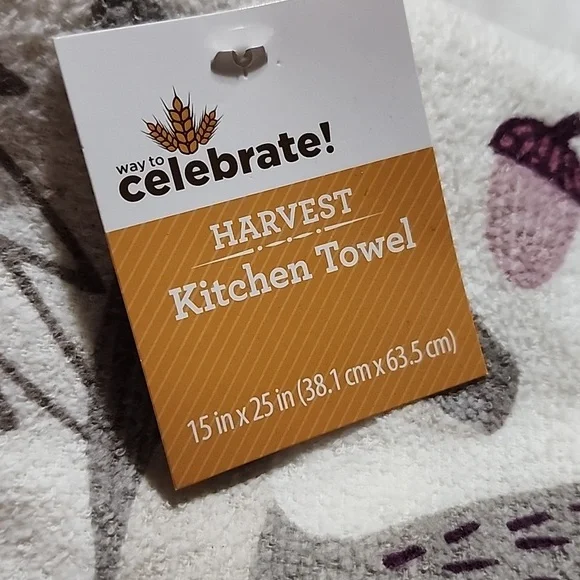 way to
celebrate!
HARVEST
Kitchen Towel
15 in x 25 in (38.1 cm x 63.5 cm)